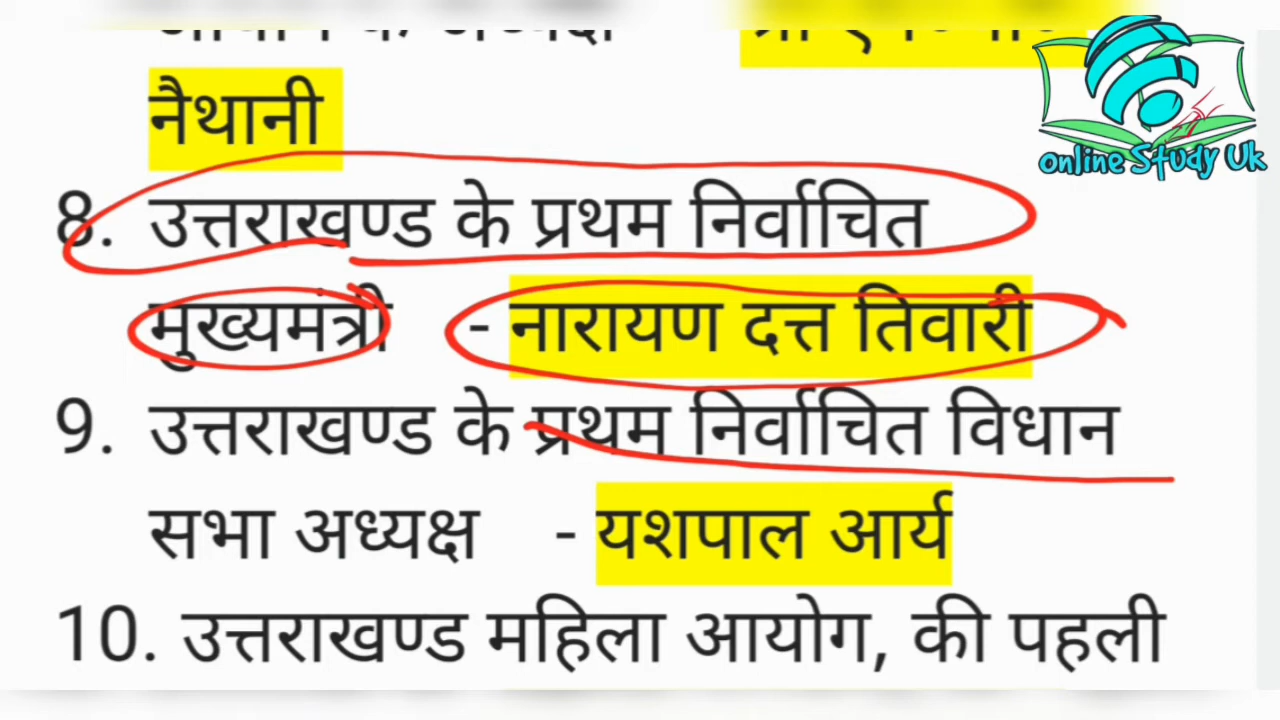 नैथानी
8. उत्तराखण्ड के प्रथम निर्वाचित
मुख्यमंत्री - नारायण दत्त तिवारी
9. उत्तराखण्ड के प्रथम निर्वाचित विधान
सभा अध्यक्ष - यशपाल आर्य
10. उत्तराखण्ड महिला आयोग, की पहली
online Study Uk